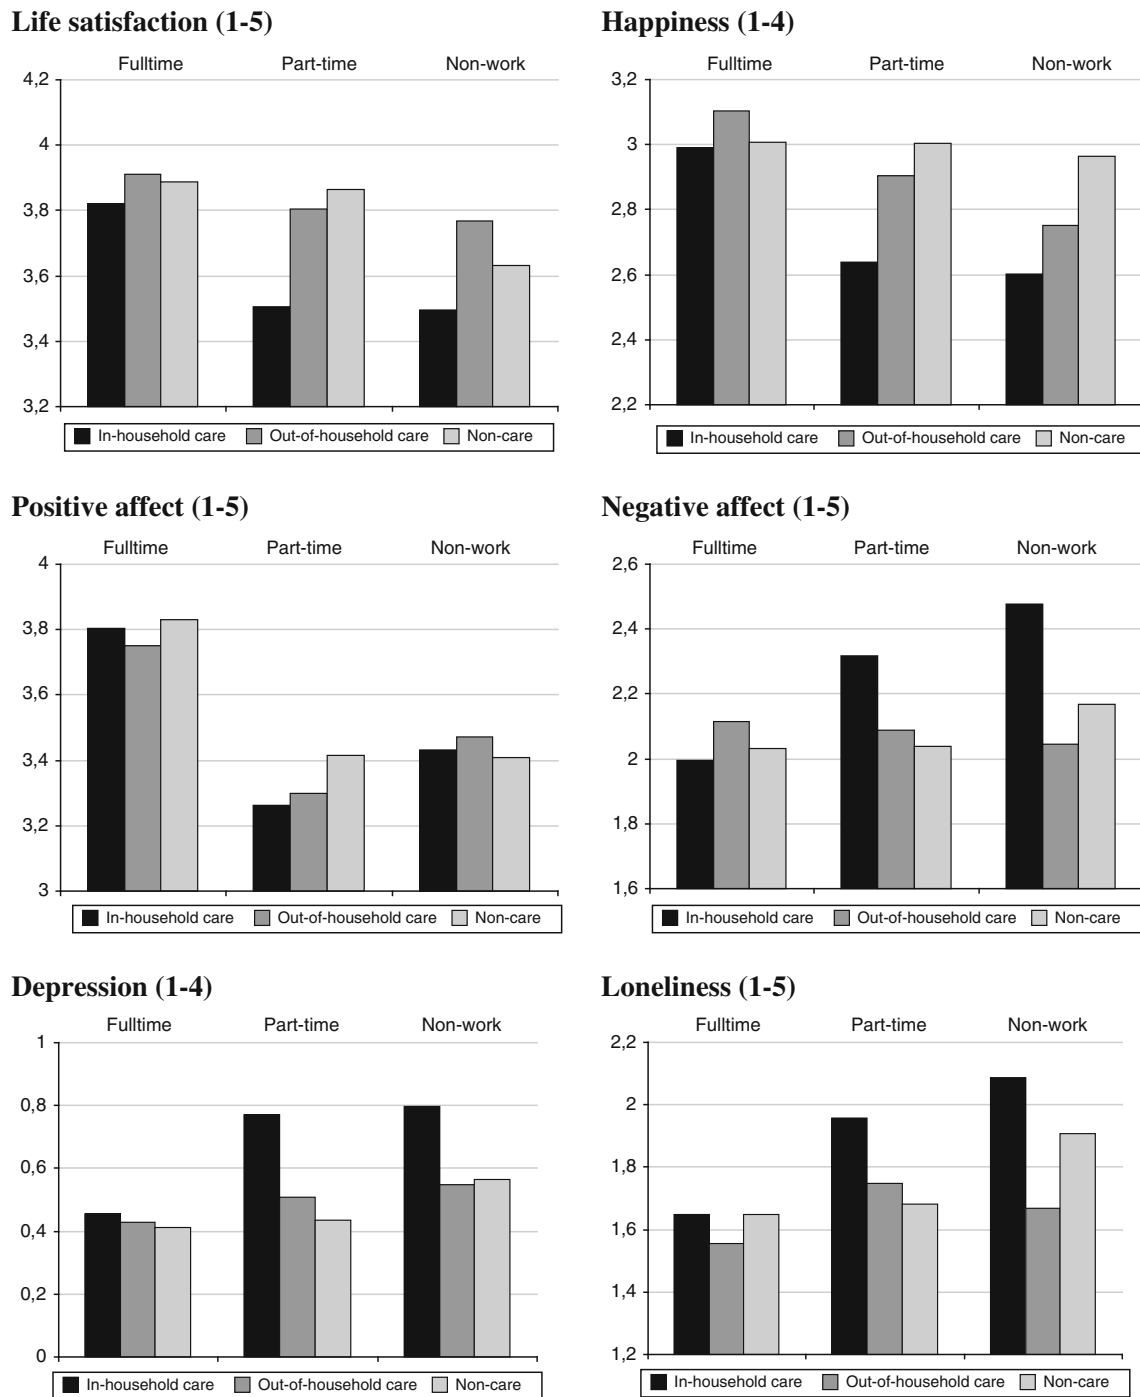 Life satisfaction (1-5)
Fulltime Part-time Non-work
4,2
4
3,8
3,6
3,4
3,2
In-household care Out-of-household care Non-care
Happiness (1-4)
Fulltime Part-time Non-work
3,2
3
2,8
2,6
2,4
2,2
In-household care Out-of-household care Non-care
Positive affect (1-5)
Fulltime Part-time Non-work
4
3,8
3,6
3,4
3,2
3
In-household care Out-of-household care Non-care
Negative affect (1-5)
Fulltime Part-time Non-work
2,6
2,4
2,2
2
1,8
1,6
In-household care Out-of-household care Non-care
Depression (1-4)
Fulltime Part-time Non-work
1
0,8
0,6
0,4
0,2
0
In-household care Out-of-household care Non-care
Loneliness (1-5)
Fulltime Part-time Non-work
2,2
2
1,8
1,6
1,4
1,2
In-household care Out-of-household care Non-care